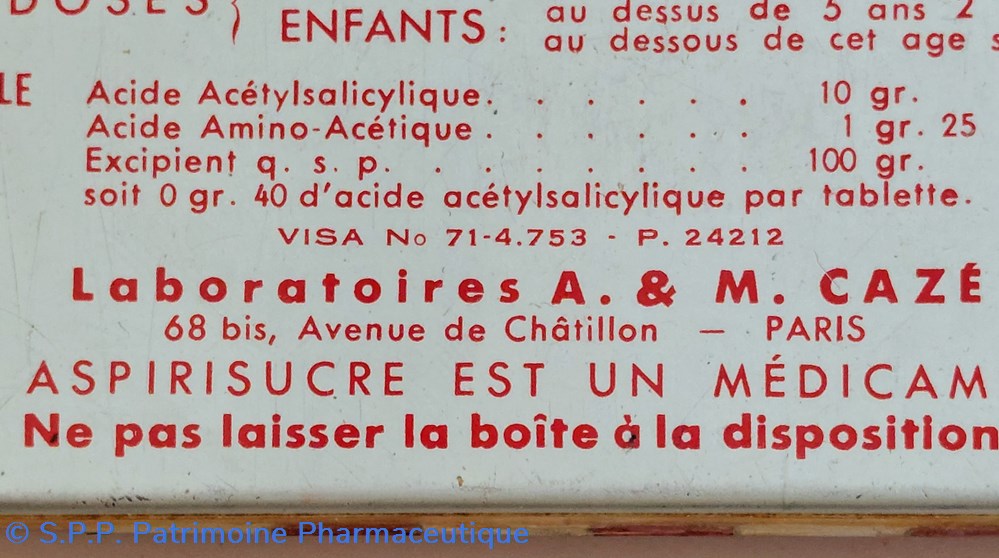 DOSES
ENFANTS :
au dessus de 5 ans 2
au dessous de cet age s
LE
Acide Acétylsalicylique. . . . . . 10 gr.
Acide Amino-Acétique . . . . . . 1 gr. 25
Excipient q. s. p. . . . . . . . 100 gr.
soit 0 gr. 40 d'acide acétylsalicylique par tablette.
VISA No 71-4.753 - P. 24212
Laboratoires A. & M. CAZÉ
68 bis, Avenue de Châtillon — PARIS
ASPIRISUCRE EST UN MÉDICAM
Ne pas laisser la boîte à la disposition
© S.P.P. Patrimoine Pharmaceutique